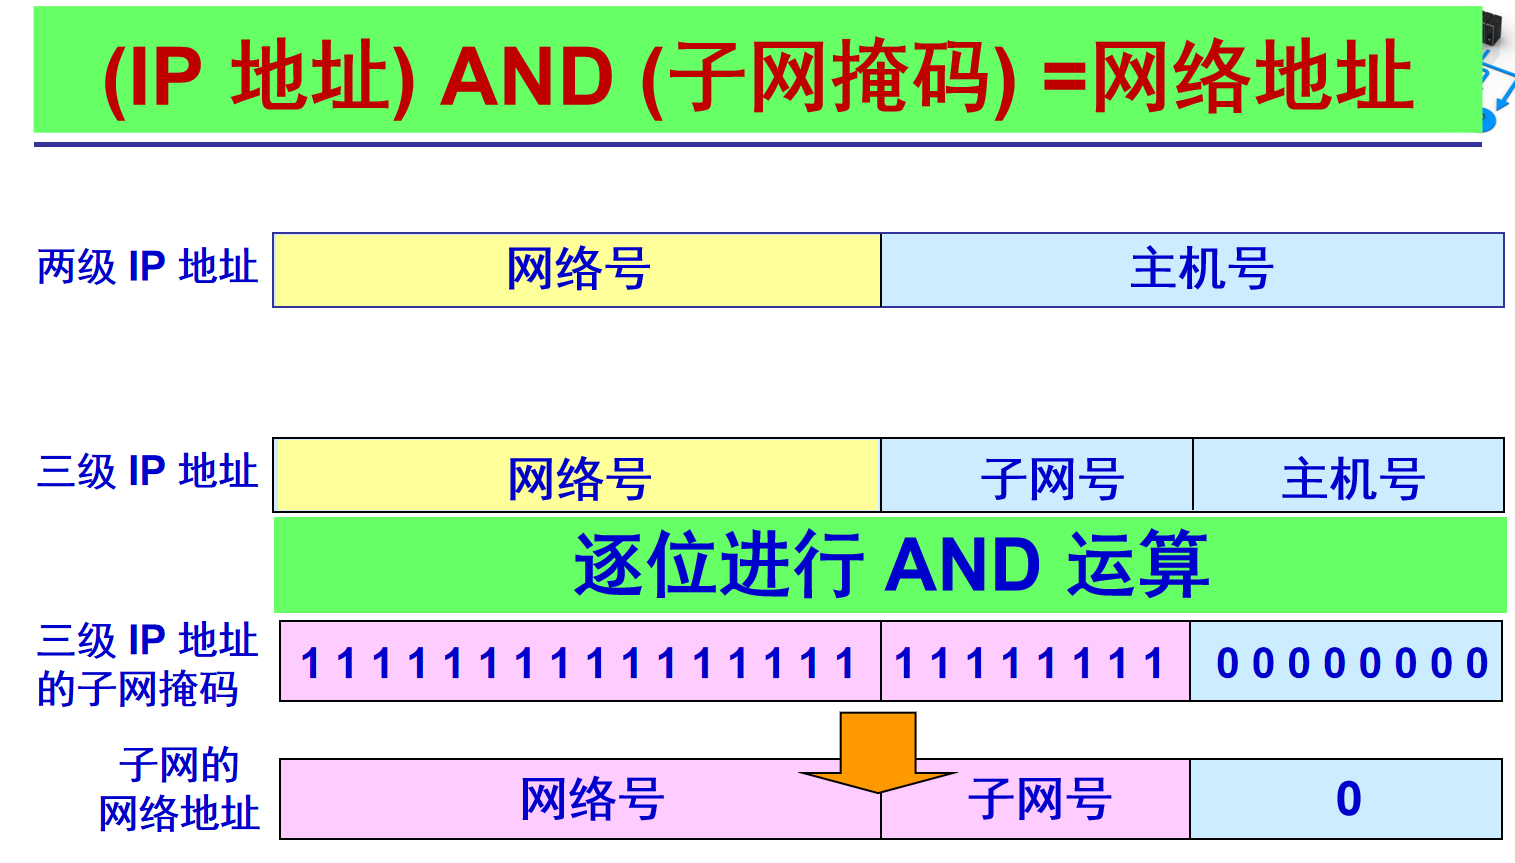 (IP 地址) AND (子网掩码) =网络地址
两级 IP 地址
网络号
主机号
三级 IP 地址
网络号
子网号
主机号
逐位进行 AND 运算
三级 IP 地址
的子网掩码
1 1 1 1 1 1 1 1 1 1 1 1 1 1 1 1
1 1 1 1 1 1 1 1
0 0 0 0 0 0 0 0
子网的
网络地址
网络号
子网号
0